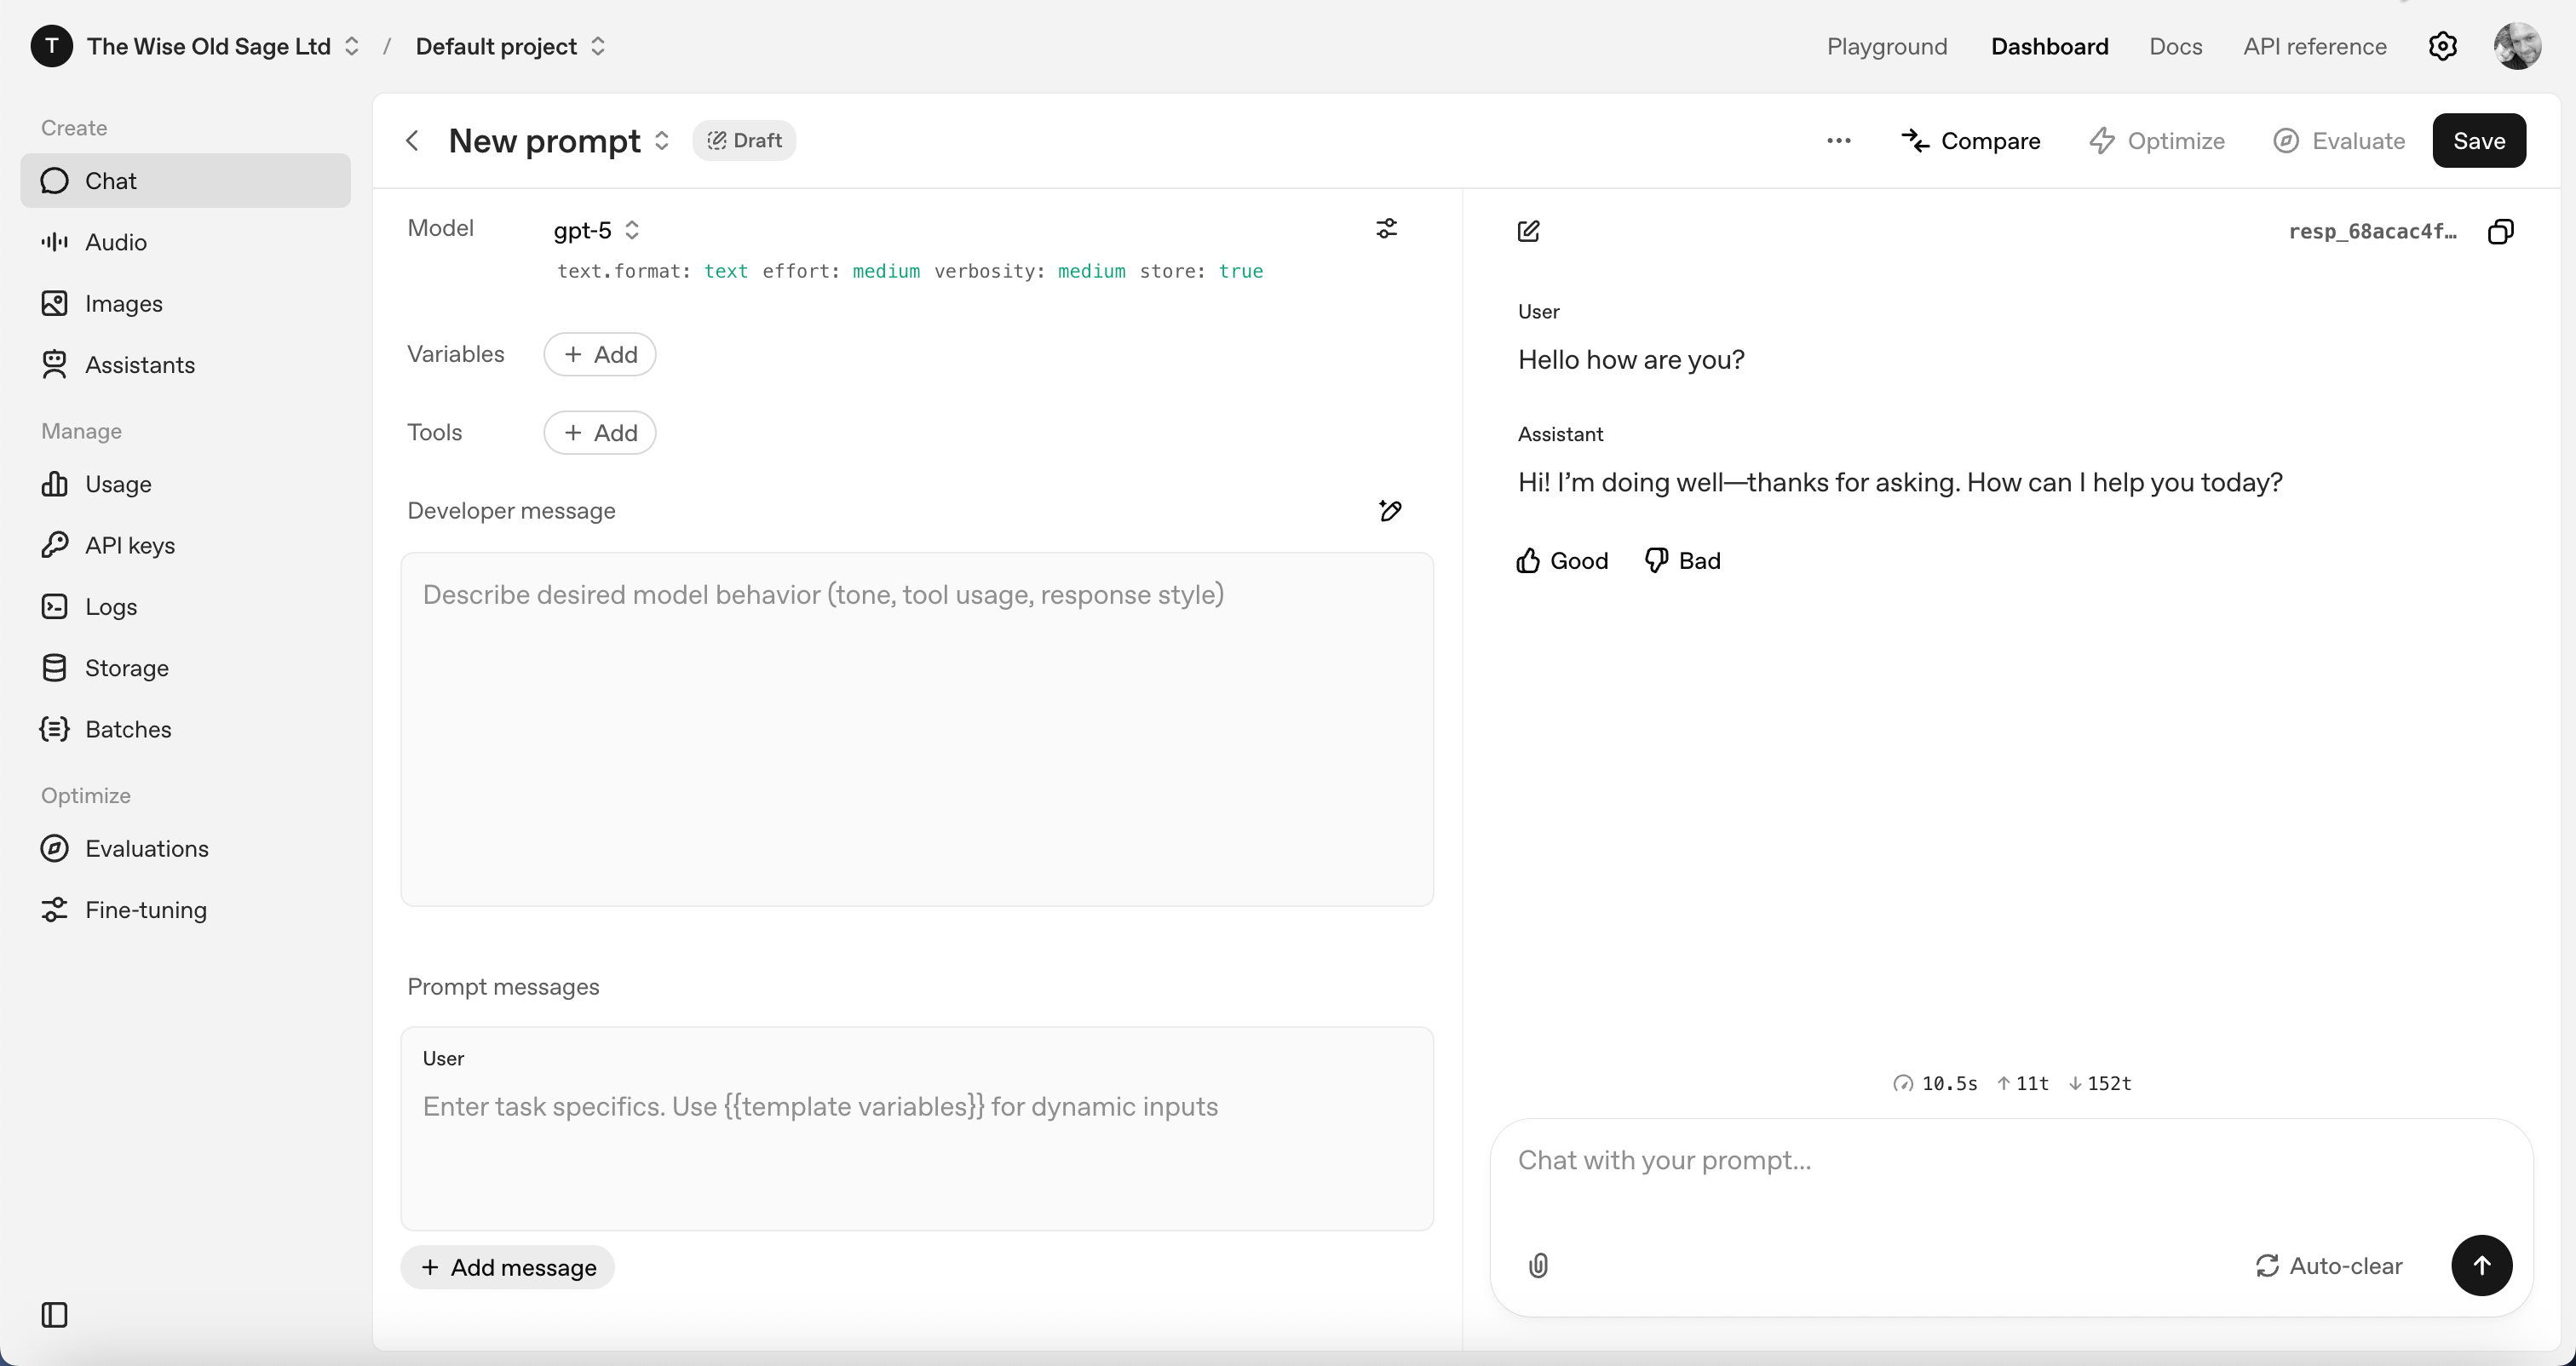 T The Wise Old Sage Ltd / Default project
Playground Dashboard Docs API reference
Create
Chat
Audio
Images
Assistants
Manage
Usage
API keys
Logs
Storage
Batches
Optimize
Evaluations
Fine-tuning
New prompt Draft
Compare Optimize Evaluate Save
Model gpt-5
text.format: text effort: medium verbosity: medium store: true
Variables + Add
Tools + Add
Developer message
Describe desired model behavior (tone, tool usage, response style)
Prompt messages
User
Enter task specifics. Use {{template variables}} for dynamic inputs
+ Add message
resp_68acac4f…
User
Hello how are you?
Assistant
Hi! I’m doing well—thanks for asking. How can I help you today?
Good Bad
10.5s ↑11t ↓152t
Chat with your prompt...
Auto-clear